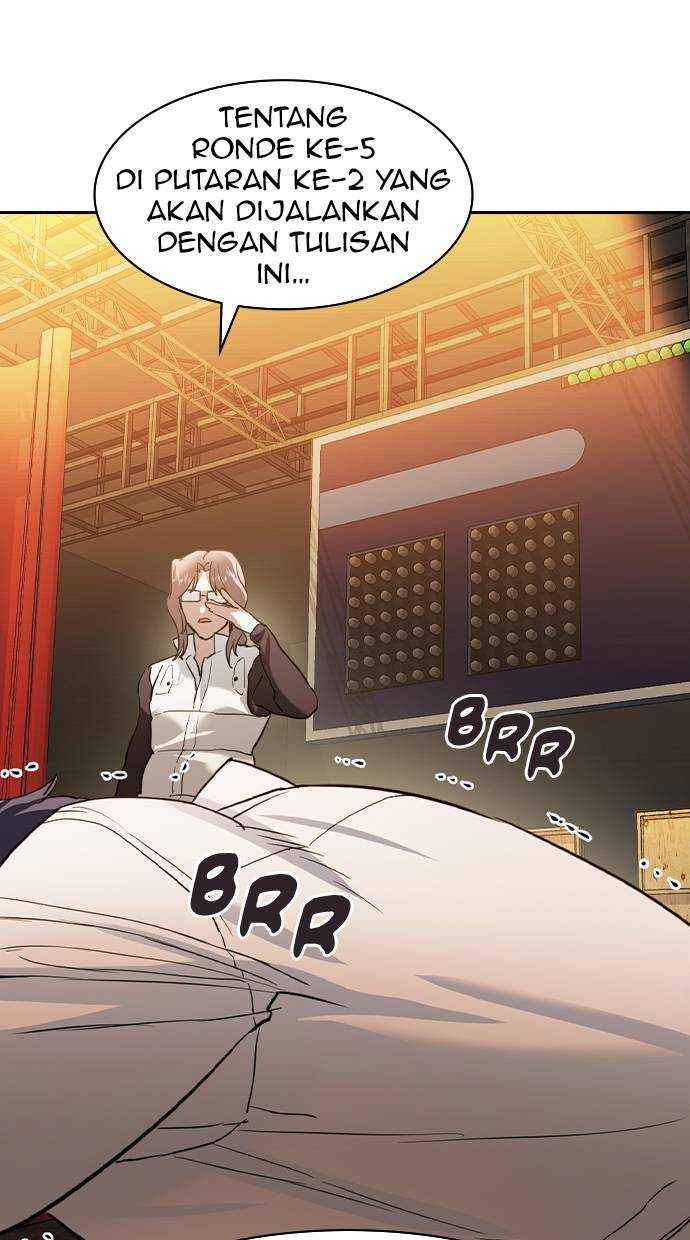 TENTANG
RONDE KE-5
DI PUTARAN KE-2 YANG
AKAN DIJALANKAN
DENGAN TULISAN
INI...
BRR
BRR